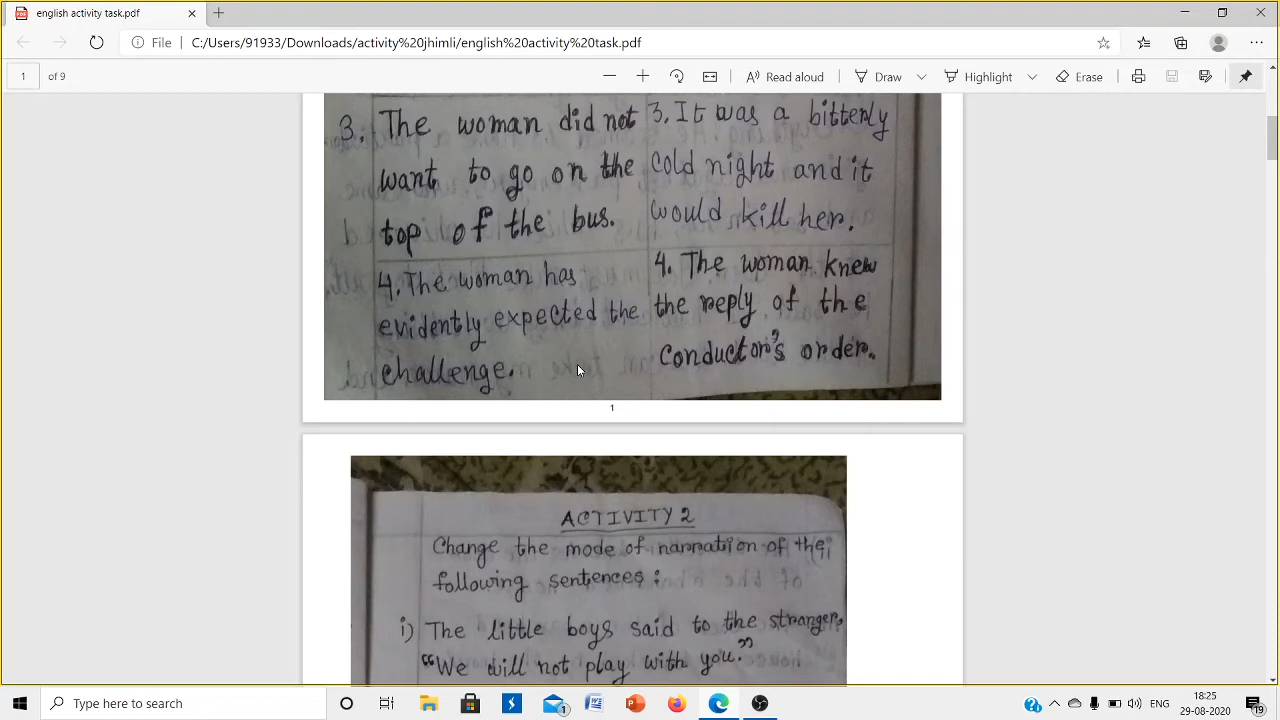 english activity task.pdf
File
C:/Users/91933/Downloads/activity%20jhimli/english%20activity%20task.pdf
1 of 9
Read aloud
Draw
Highlight
Erase
3. The woman did not
want to go on the
top of the bus.
3. It was a bitterly
cold night and it
would kill her.
4. The woman has
evidently expected the
challenge.
4. The woman knew
the reply of the
conductor's order.
1
ACTIVITY 2
Change the mode of narration of the
following sentences:
i) The little boys said to the stranger,
"We will not play with you."
Type here to search
1
ENG
18:25
29-08-2020
19